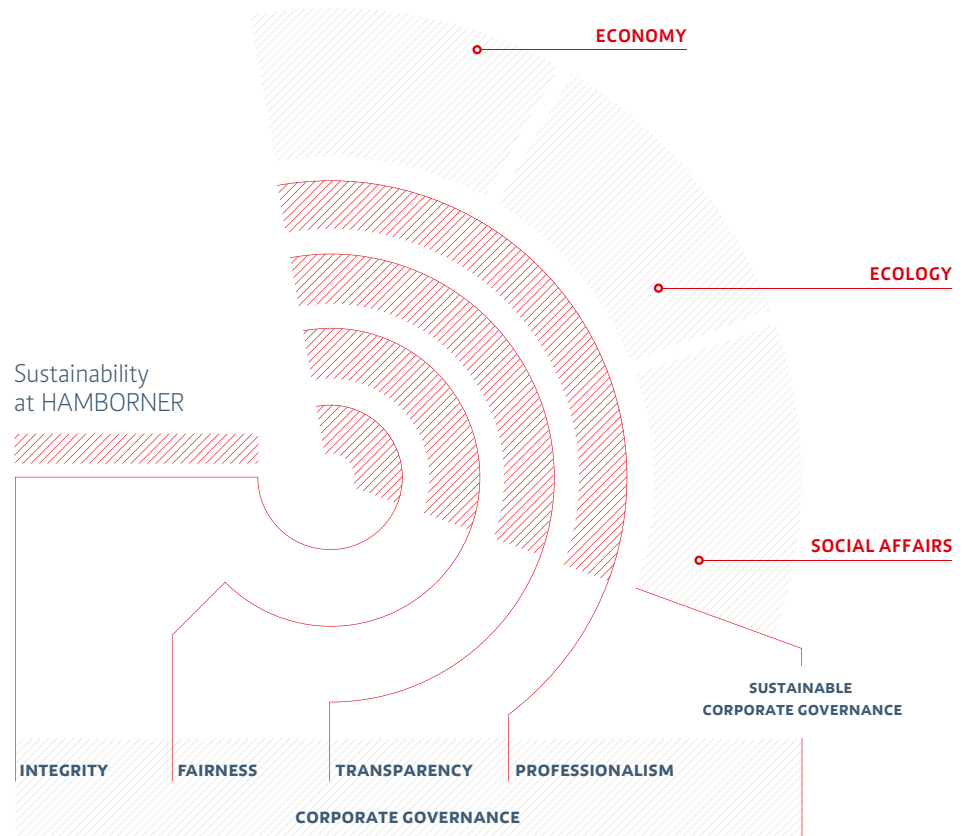 ECONOMY
ECOLOGY
Sustainability
at HAMBORNER
SOCIAL AFFAIRS
SUSTAINABLE
CORPORATE GOVERNANCE
INTEGRITY
FAIRNESS
TRANSPARENCY
PROFESSIONALISM
CORPORATE GOVERNANCE